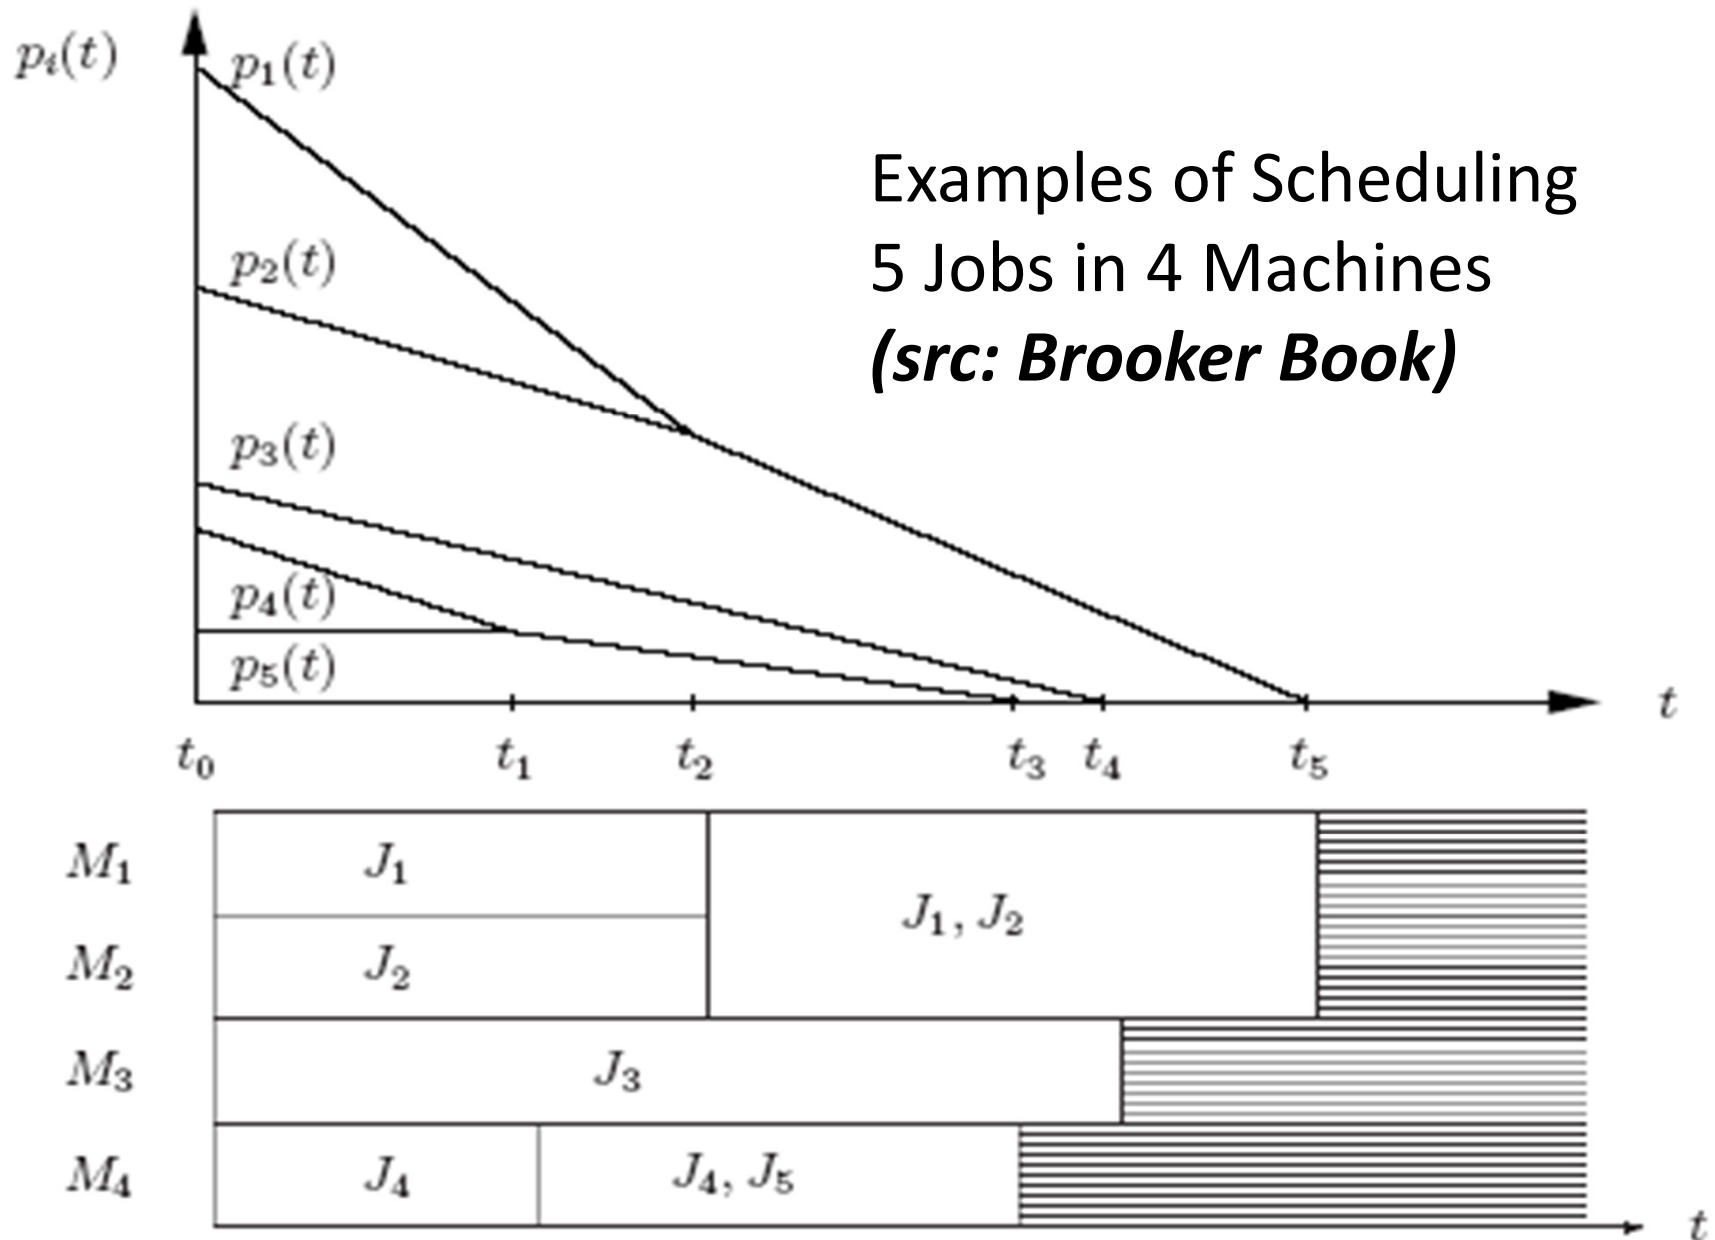 pᵢ(t)
p₁(t)
Examples of Scheduling
5 Jobs in 4 Machines
(src: Brooker Book)
p₂(t)
p₃(t)
p₄(t)
p₅(t)
t
t₀ t₁ t₂ t₃ t₄ t₅
M₁ J₁
J₁, J₂
M₂ J₂
M₃ J₃
M₄ J₄ J₄, J₅
t